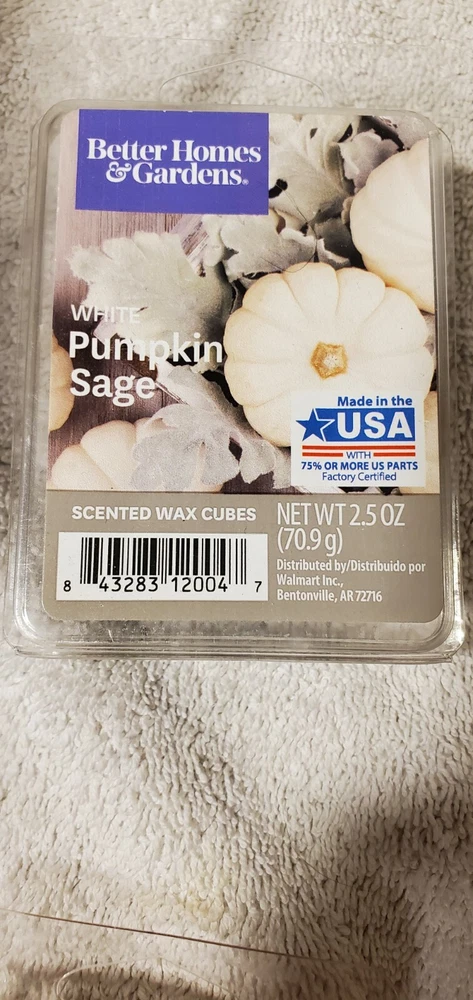 Better Homes
& Gardens®
WHITE
Pumpkin
Sage
Made in the
USA
WITH
75% OR MORE US PARTS
Factory Certified
SCENTED WAX CUBES
NET WT 2.5 OZ
(70.9 g)
Distributed by/Distribuido por
Walmart Inc.,
Bentonville, AR 72716
8 43283 12004 7